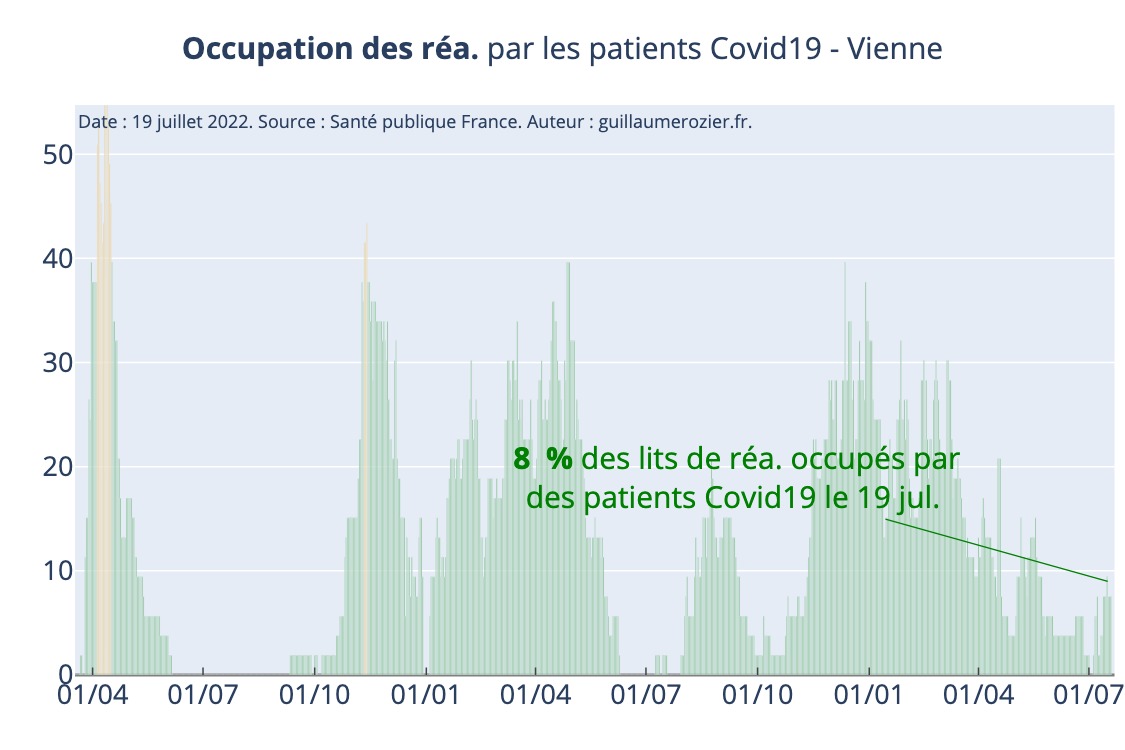 Occupation des réa. par les patients Covid19 - Vienne
Date : 19 juillet 2022. Source : Santé publique France. Auteur : guillaumerozier.fr.
50
40
30
20
10
0
8 % des lits de réa. occupés par
des patients Covid19 le 19 jul.
01/04 01/07 01/10 01/01 01/04 01/07 01/10 01/01 01/04 01/07